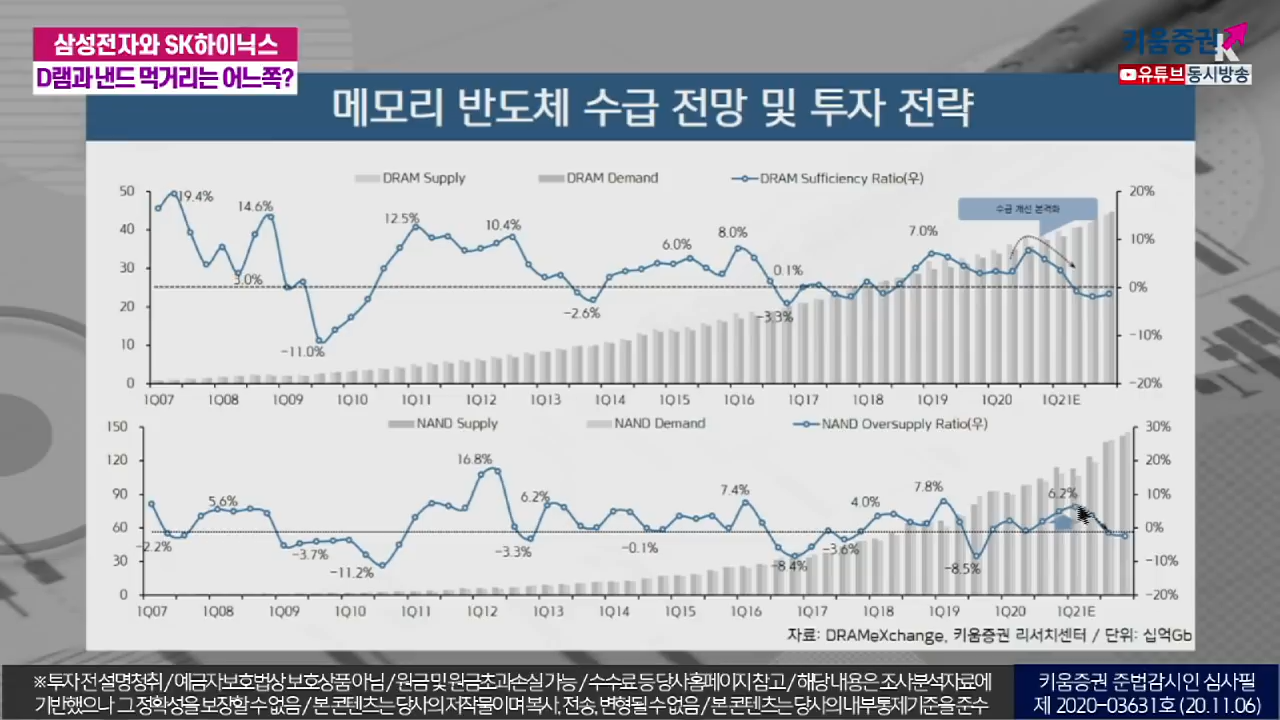 삼성전자와 SK하이닉스
D램과 낸드 먹거리는 어느쪽?
키움증권K
유튜브 동시방송
메모리 반도체 수급 전망 및 투자 전략
DRAM Supply DRAM Demand DRAM Sufficiency Ratio(우)
50 40 30 20 10 0
20% 10% 0% -10% -20%
19.4% 14.6% 3.0% -11.0% 12.5% 10.4% -2.6% 6.0% 8.0% 0.1% -3.3% 7.0%
수급 개선 본격화
1Q07 1Q08 1Q09 1Q10 1Q11 1Q12 1Q13 1Q14 1Q15 1Q16 1Q17 1Q18 1Q19 1Q20 1Q21E
NAND Supply NAND Demand NAND Oversupply Ratio(우)
150 120 90 60 30 0
30% 20% 10% 0% -10% -20%
-2.2% 5.6% -3.7% -11.2% 16.8% -3.3% 6.2% -0.1% 7.4% -8.4% -3.6% 4.0% 7.8% -8.5% 6.2%
1Q07 1Q08 1Q09 1Q10 1Q11 1Q12 1Q13 1Q14 1Q15 1Q16 1Q17 1Q18 1Q19 1Q20 1Q21E
자료: DRAMeXchange, 키움증권 리서치센터 / 단위: 십억Gb
※ 투자 전 설명청취 / 예금자보호법상 보호상품 아님 / 원금 및 원금초과손실 가능 / 수수료 등 당사 홈페이지 참고 / 해당 내용은 조사분석자료에
기반했으나 그 정확성을 보장할 수 없음 / 본 콘텐츠는 당사의 저작물이며 복사, 전송, 변형될 수 없음 / 본 콘텐츠는 당사의 내부통제기준을 준수
키움증권 준법감시인 심사필
제 2020-03631호 (20.11.06)